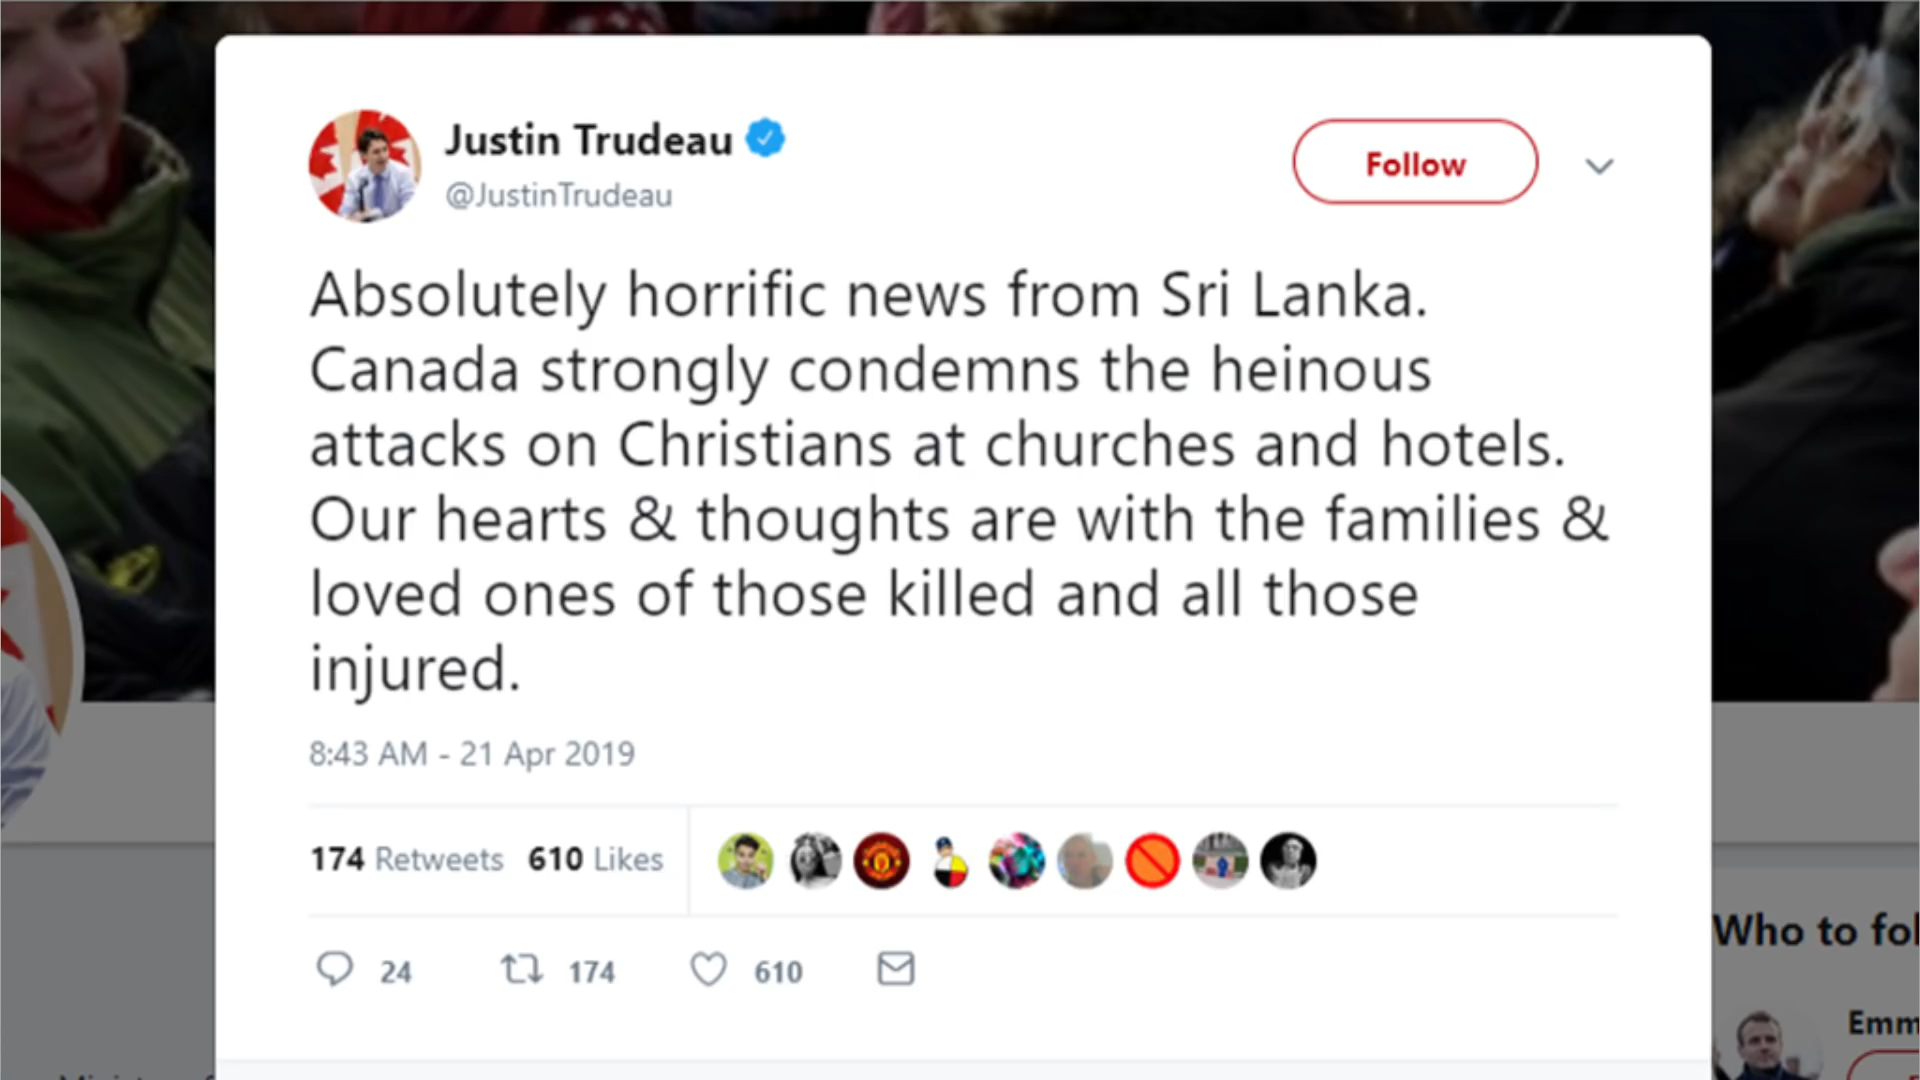 Justin Trudeau
@JustinTrudeau
Follow
Absolutely horrific news from Sri Lanka.
Canada strongly condemns the heinous
attacks on Christians at churches and hotels.
Our hearts & thoughts are with the families &
loved ones of those killed and all those
injured.
8:43 AM - 21 Apr 2019
174 Retweets 610 Likes
24 174 610
Who to fol
Emm